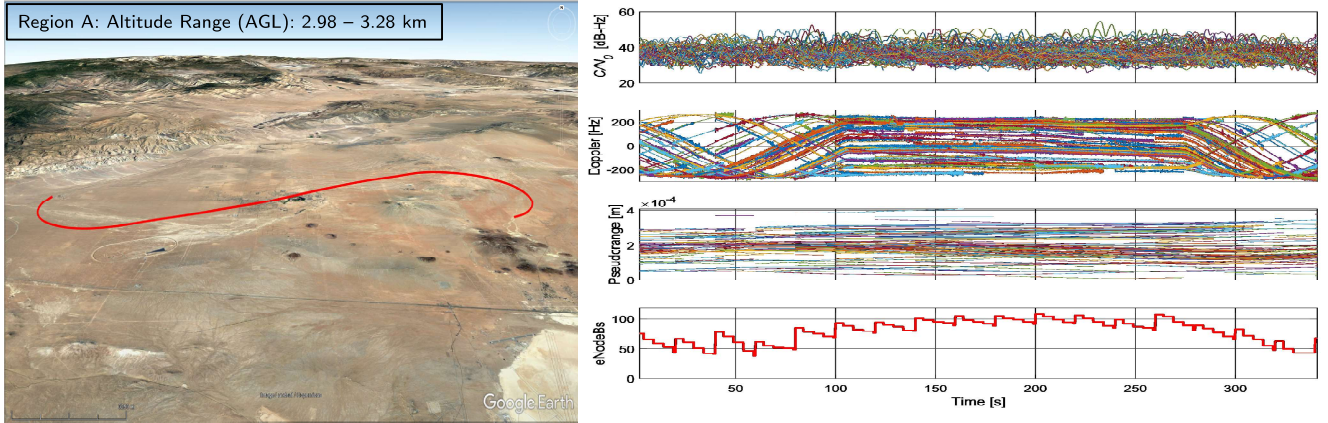 Region A: Altitude Range (AGL): 2.98 – 3.28 km
N
Google Earth
C/N0 [dB-Hz]
60
40
20
Doppler [Hz]
200
0
-200
×10-4
Pseudorange [m]
4
2
0
eNodeBs
100
50
0
50
100
150
200
250
300
Time [s]